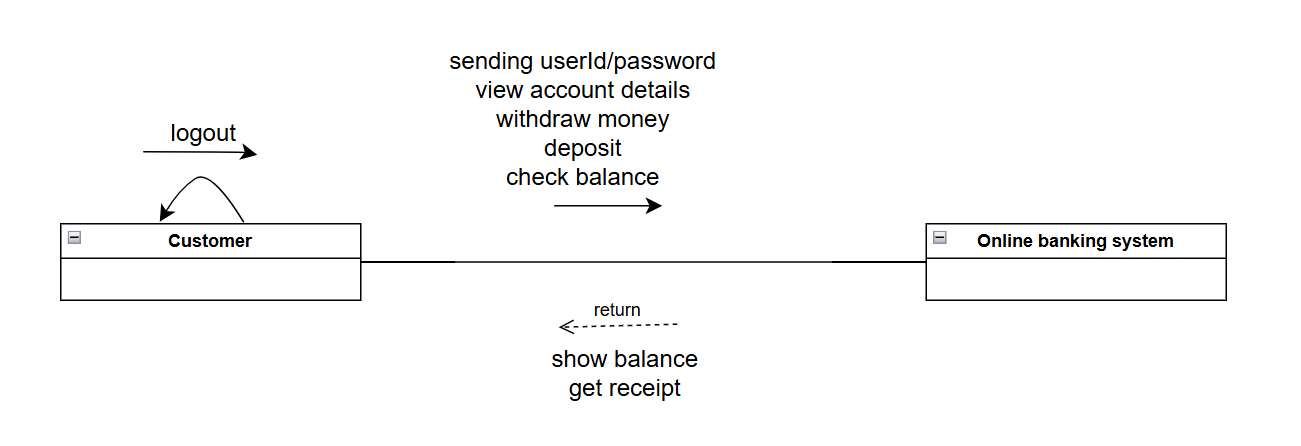 sending userId/password
view account details
withdraw money
deposit
check balance
logout
Customer
Online banking system
return
show balance
get receipt